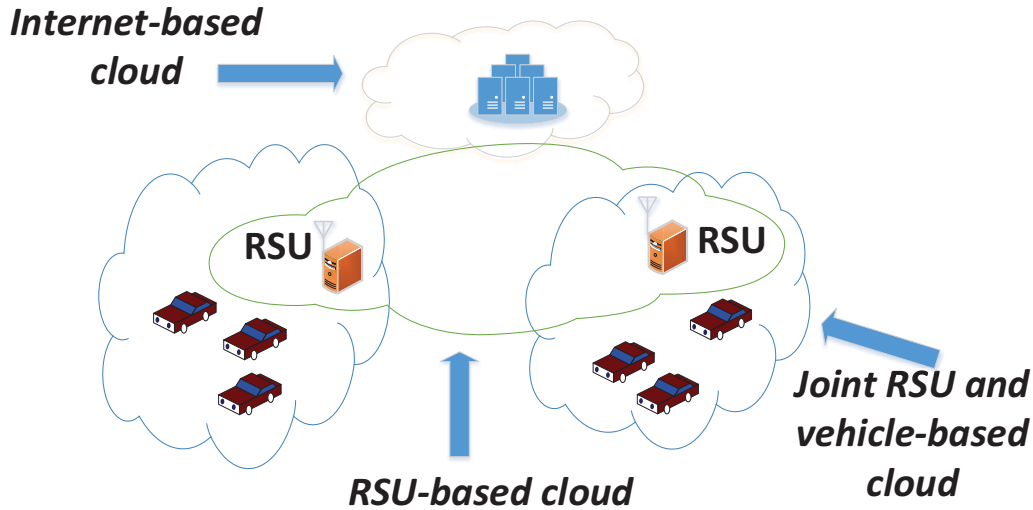 Internet-based
cloud
RSU
RSU
Joint RSU and
vehicle-based
cloud
RSU-based cloud